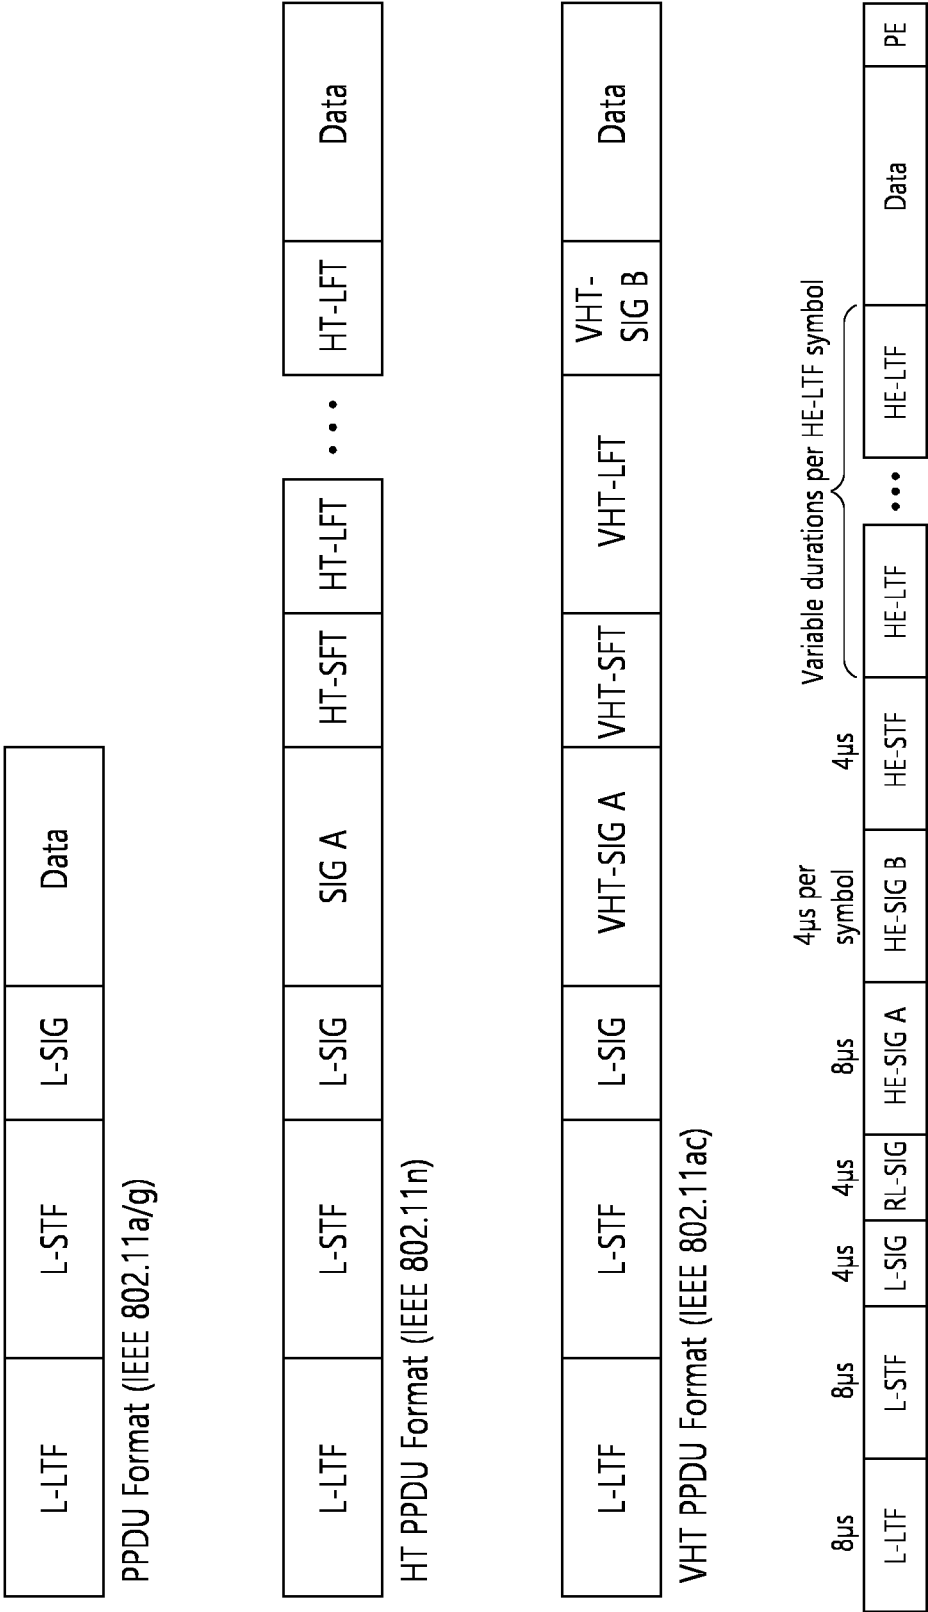 L-LTF
L-STF
L-SIG
Data
PPDU Format (IEEE 802.11a/g)
L-LTF
L-STF
L-SIG
SIG A
HT-SFT
HT-LFT
• • •
HT-LFT
Data
HT PPDU Format (IEEE 802.11n)
L-LTF
L-STF
L-SIG
VHT-SIG A
VHT-SFT
VHT-LFT
VHT-
SIG B
Data
VHT PPDU Format (IEEE 802.11ac)
8μs
8μs
4μs
4μs
8μs
4μs per
symbol
4μs
Variable durations per HE-LTF symbol
L-LTF
L-STF
L-SIG
RL-SIG
HE-SIG A
HE-SIG B
HE-STF
HE-LTF
•••
HE-LTF
Data
PE